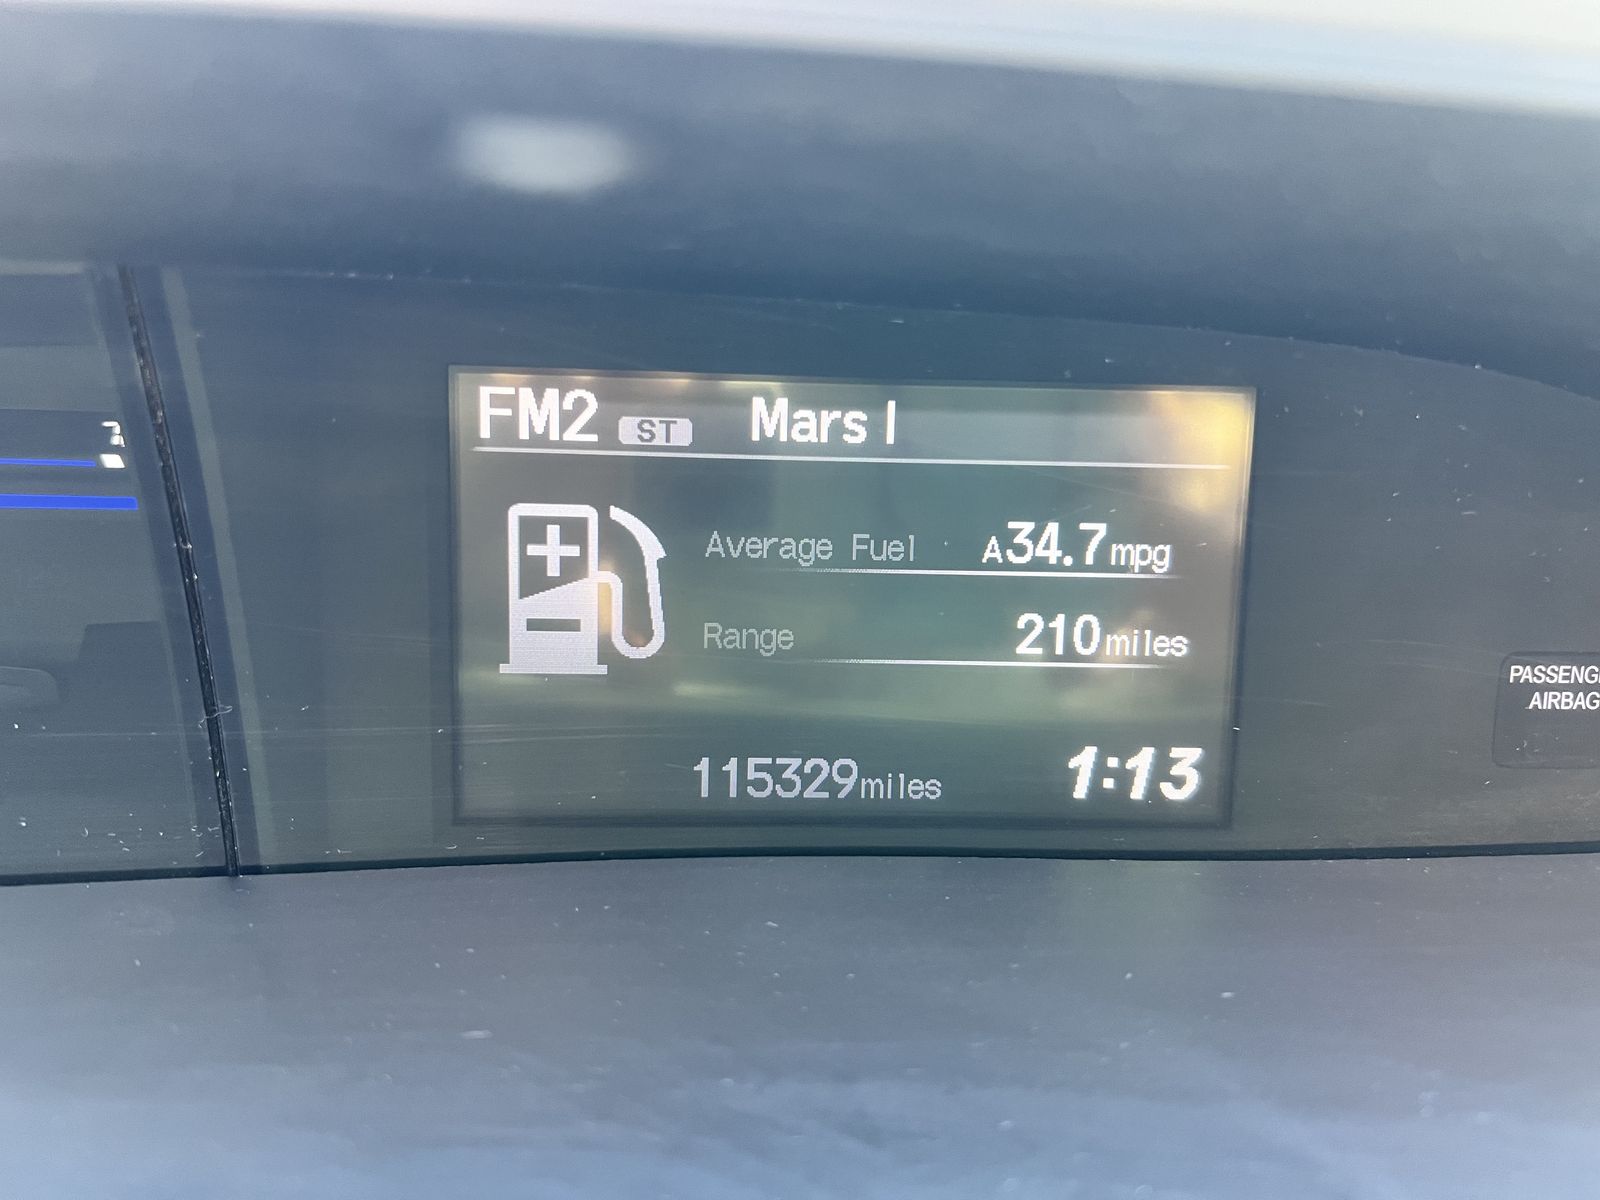 FM2 ST Mars I
Average Fuel A34.7mpg
Range 210miles
115329miles 1:13
PASSENG
AIRBAG